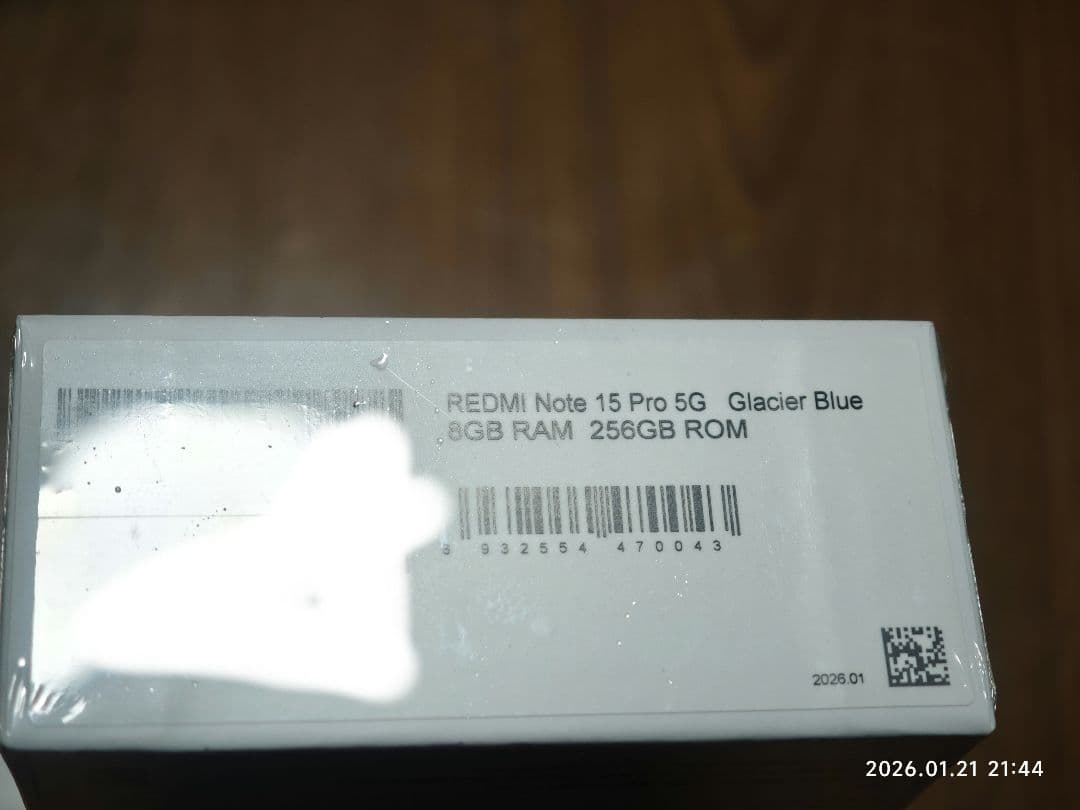 REDMI Note 15 Pro 5G Glacier Blue
8GB RAM 256GB ROM
8 932554 470043
2026.01
2026.01.21 21:44